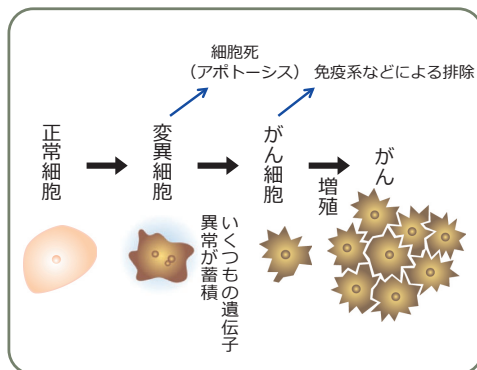 細胞死
（アポトーシス）
免疫系などによる排除
正常細胞
変異細胞
がん細胞
がん
増殖
いくつもの遺伝子
異常が蓄積